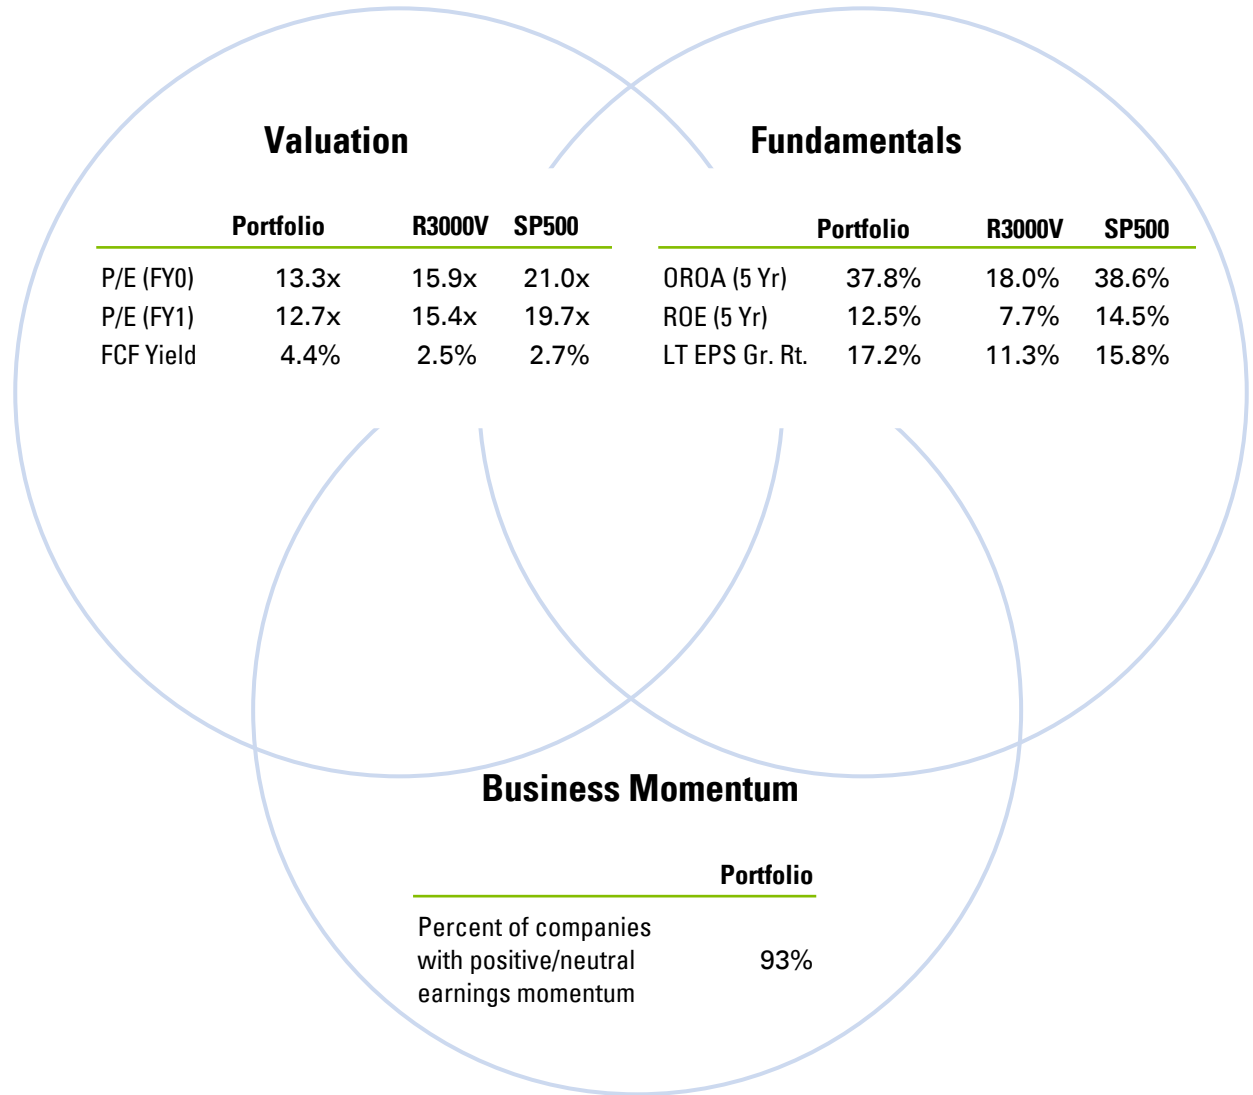 Valuation
Portfolio R3000V SP500
P/E (FY0) 13.3x 15.9x 21.0x
P/E (FY1) 12.7x 15.4x 19.7x
FCF Yield 4.4% 2.5% 2.7%
Fundamentals
Portfolio R3000V SP500
OROA (5 Yr) 37.8% 18.0% 38.6%
ROE (5 Yr) 12.5% 7.7% 14.5%
LT EPS Gr. Rt. 17.2% 11.3% 15.8%
Business Momentum
Portfolio
Percent of companies
with positive/neutral 93%
earnings momentum